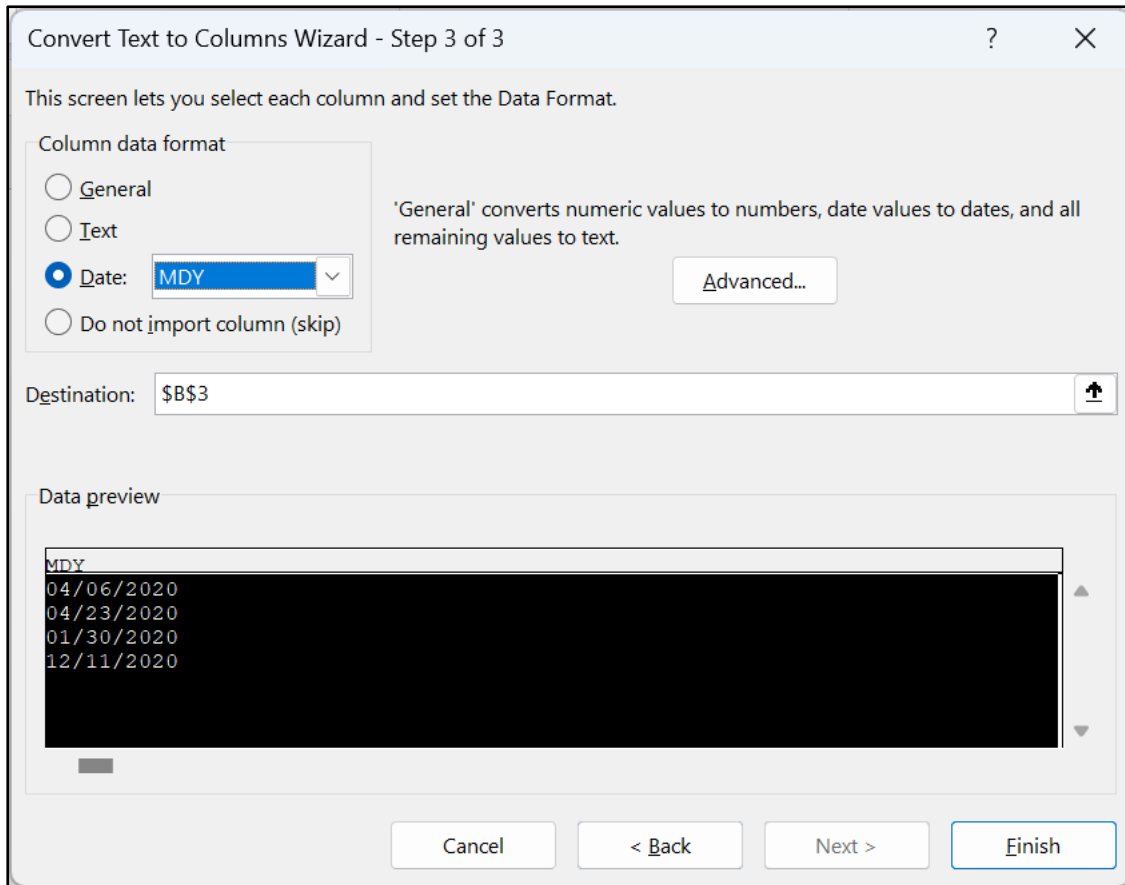 Convert Text to Columns Wizard - Step 3 of 3 ?
This screen lets you select each column and set the Data Format.
Column data format
General
Text
Date: MDY
Do not import column (skip)
'General' converts numeric values to numbers, date values to dates, and all
remaining values to text.
Advanced...
Destination: $B$3
Data preview
MDY
04/06/2020
04/23/2020
01/30/2020
12/11/2020
Cancel < Back Next > Finish